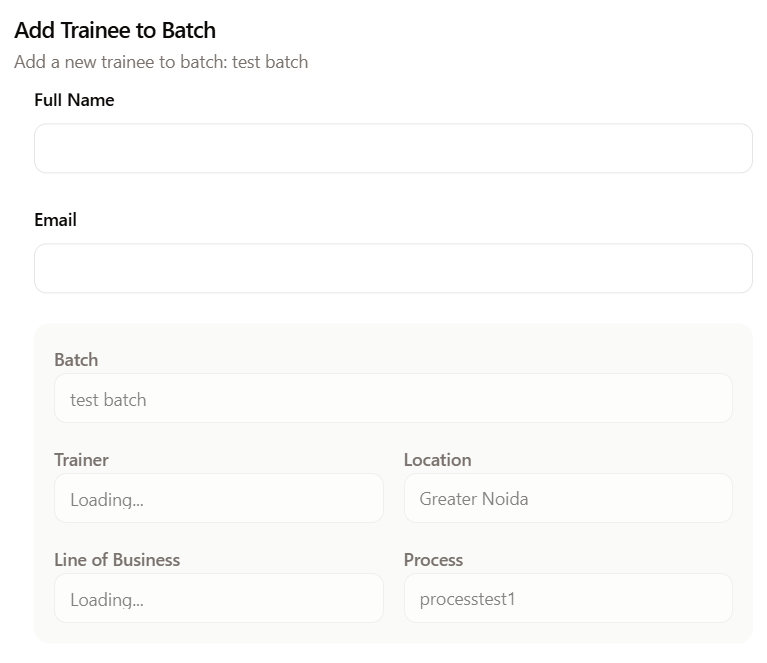 Add Trainee to Batch
Add a new trainee to batch: test batch
Full Name
Email
Batch
test batch
Trainer
Location
Loading...
Greater Noida
Line of Business
Process
Loading...
processtest1